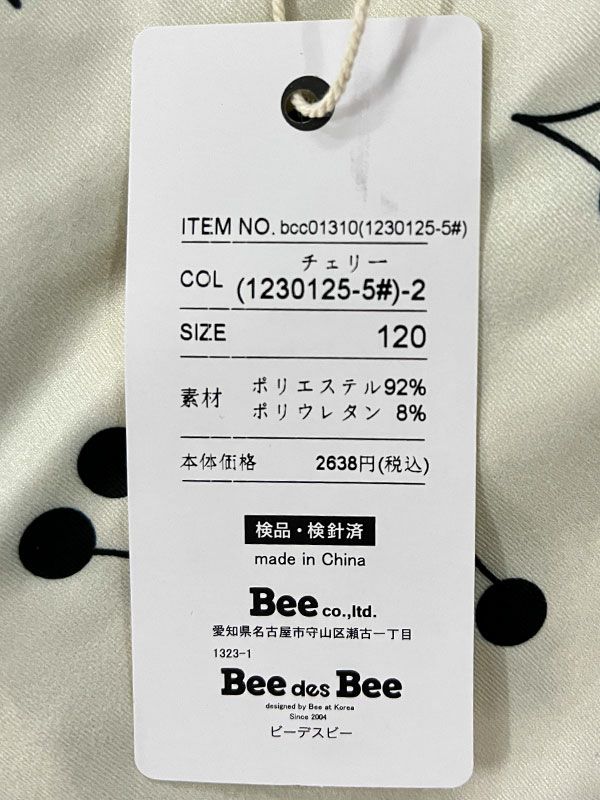 ITEM NO. bcc01310(1230125-5#)
チェリー
COL (1230125-5#)-2
SIZE 120
素材 ポリエステル92%
ポリウレタン 8%
本体価格 2638円(税込)
検品・検針済
made in China
Bee co.,ltd.
愛知県名古屋市守山区瀬古一丁目
1323-1
Bee des Bee
designed by Bee at Korea
Since 2004
ビーデスビー